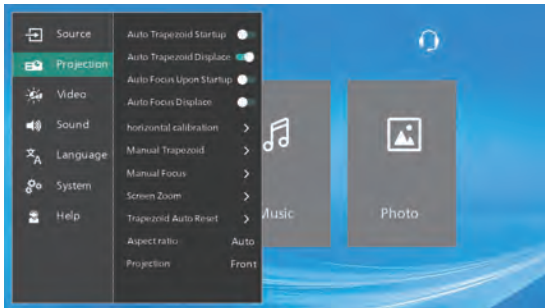 Source
Projection
Video
Sound
Language
System
Help
Auto Trapezoid Startup
Auto Trapezoid Displace
Auto Focus Upon Startup
Auto Focus Displace
horizontal calibration
Manual Trapezoid
Manual Focus
Screen Zoom
Trapezoid Auto Reset
Aspect ratio Auto
Projection Front
Music
Photo